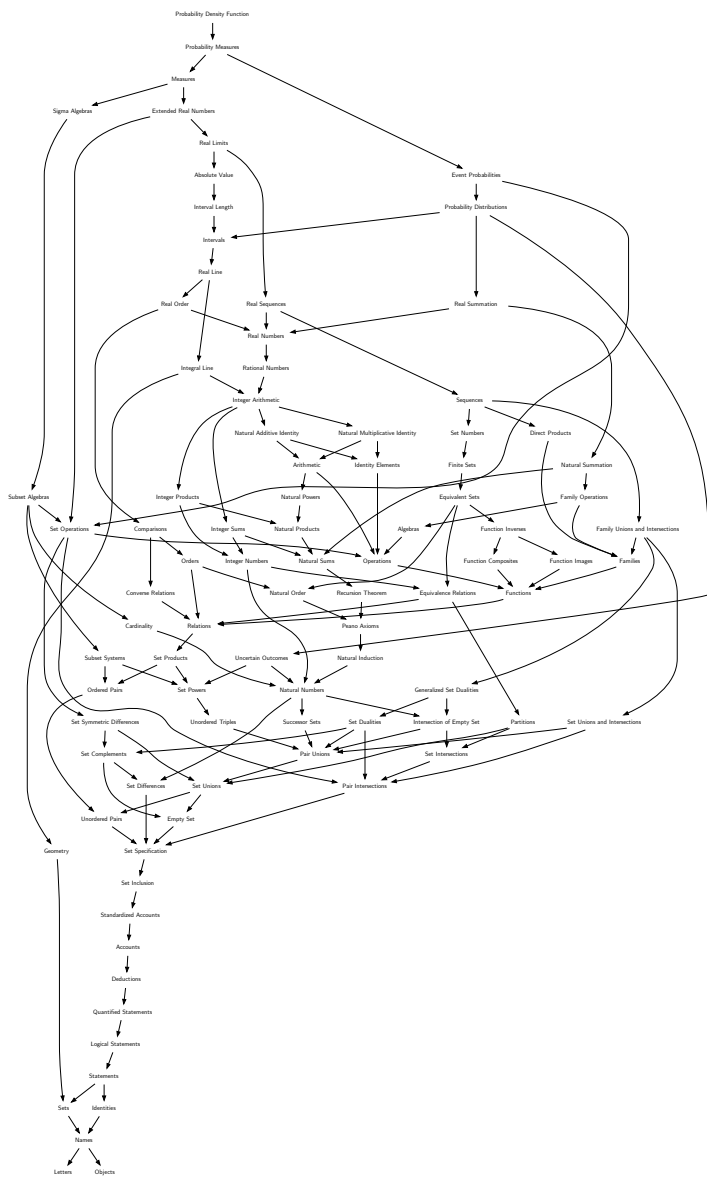 Probability Density Function
Probability Measures
Measures
Sigma Algebras
Extended Real Numbers
Real Limits
Absolute Value
Event Probabilities
Interval Length
Probability Distributions
Intervals
Real Line
Real Order
Real Sequences
Real Summation
Real Numbers
Integral Line
Rational Numbers
Integer Arithmetic
Sequences
Natural Additive Identity
Natural Multiplicative Identity
Set Numbers
Direct Products
Arithmetic
Identity Elements
Finite Sets
Natural Summation
Subset Algebras
Integer Products
Natural Powers
Equivalent Sets
Family Operations
Set Operations
Comparisons
Integer Sums
Natural Products
Algebras
Function Inverses
Family Unions and Intersections
Orders
Integer Numbers
Natural Sums
Operations
Function Composites
Function Images
Families
Converse Relations
Natural Order
Recursion Theorem
Equivalence Relations
Functions
Cardinality
Relations
Peano Axioms
Subset Systems
Set Products
Uncertain Outcomes
Natural Induction
Ordered Pairs
Set Powers
Natural Numbers
Generalized Set Dualities
Set Symmetric Differences
Unordered Triples
Successor Sets
Set Dualities
Intersection of Empty Set
Partitions
Set Unions and Intersections
Set Complements
Pair Unions
Set Intersections
Set Differences
Set Unions
Pair Intersections
Unordered Pairs
Empty Set
Geometry
Set Specification
Set Inclusion
Standardized Accounts
Accounts
Deductions
Quantified Statements
Logical Statements
Statements
Sets
Identities
Names
Letters
Objects